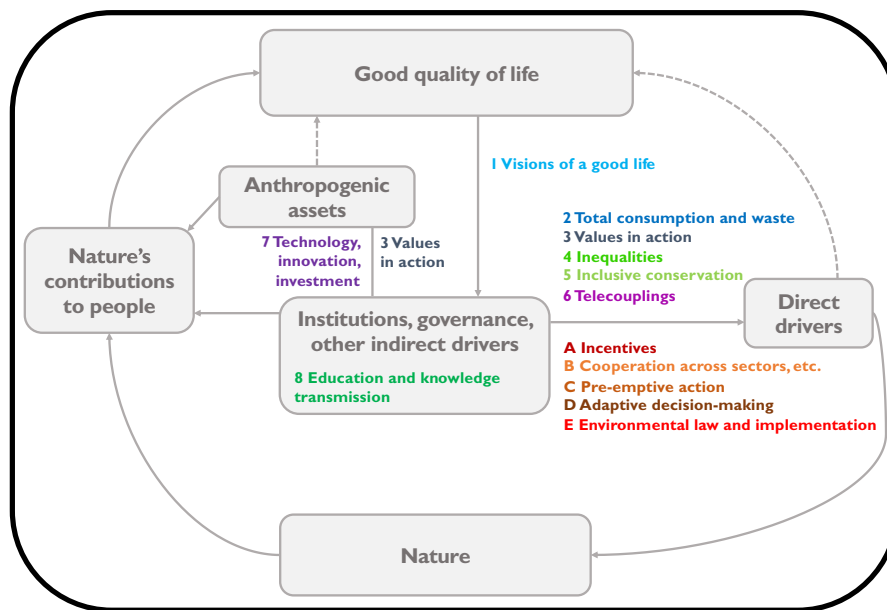 Good quality of life
1 Visions of a good life
Anthropogenic
assets
2 Total consumption and waste
3 Values in action
4 Inequalities
5 Inclusive conservation
6 Telecouplings
7 Technology,
innovation,
investment
3 Values
in action
Nature's
contributions
to people
Institutions, governance,
other indirect drivers
8 Education and knowledge
transmission
Direct
drivers
A Incentives
B Cooperation across sectors, etc.
C Pre-emptive action
D Adaptive decision-making
E Environmental law and implementation
Nature